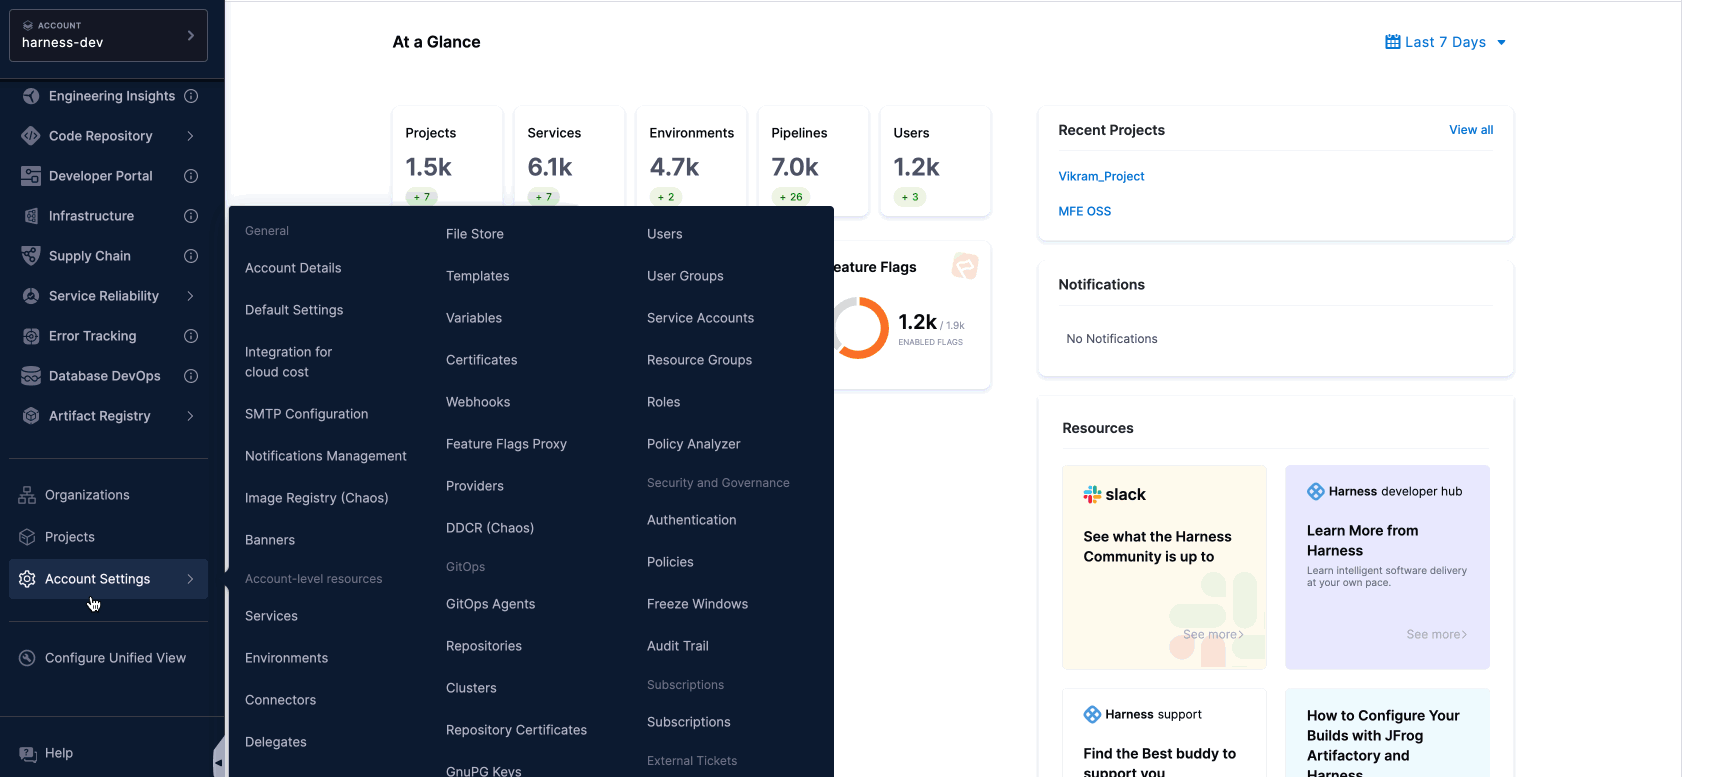 ACCOUNT
harness-dev
Engineering Insights
Code Repository
Developer Portal
Infrastructure
Supply Chain
Service Reliability
Error Tracking
Database DevOps
Artifact Registry
Organizations
Projects
Account Settings
Configure Unified View
Help
General
Account Details
Default Settings
Integration for
cloud cost
SMTP Configuration
Notifications Management
Image Registry (Chaos)
Banners
Account-level resources
Services
Environments
Connectors
Delegates
File Store
Templates
Variables
Certificates
Webhooks
Feature Flags Proxy
Providers
DDCR (Chaos)
GitOps
GitOps Agents
Repositories
Clusters
Repository Certificates
GnuPG Keys
Users
User Groups
Service Accounts
Resource Groups
Roles
Policy Analyzer
Security and Governance
Authentication
Policies
Freeze Windows
Audit Trail
Subscriptions
Subscriptions
External Tickets
At a Glance
Last 7 Days
Projects
1.5k
+ 7
Services
6.1k
+ 7
Environments
4.7k
+ 2
Pipelines
7.0k
+ 26
Users
1.2k
+ 3
eature Flags
1.2k / 1.9k
ENABLED FLAGS
Recent Projects
View all
Vikram_Project
MFE OSS
Notifications
No Notifications
Resources
slack
See what the Harness
Community is up to
See more
Harness developer hub
Learn More from
Harness
Learn intelligent software delivery
at your own pace.
See more
Harness support
Find the Best buddy to
support you
How to Configure Your
Builds with JFrog
Artifactory and
Harness